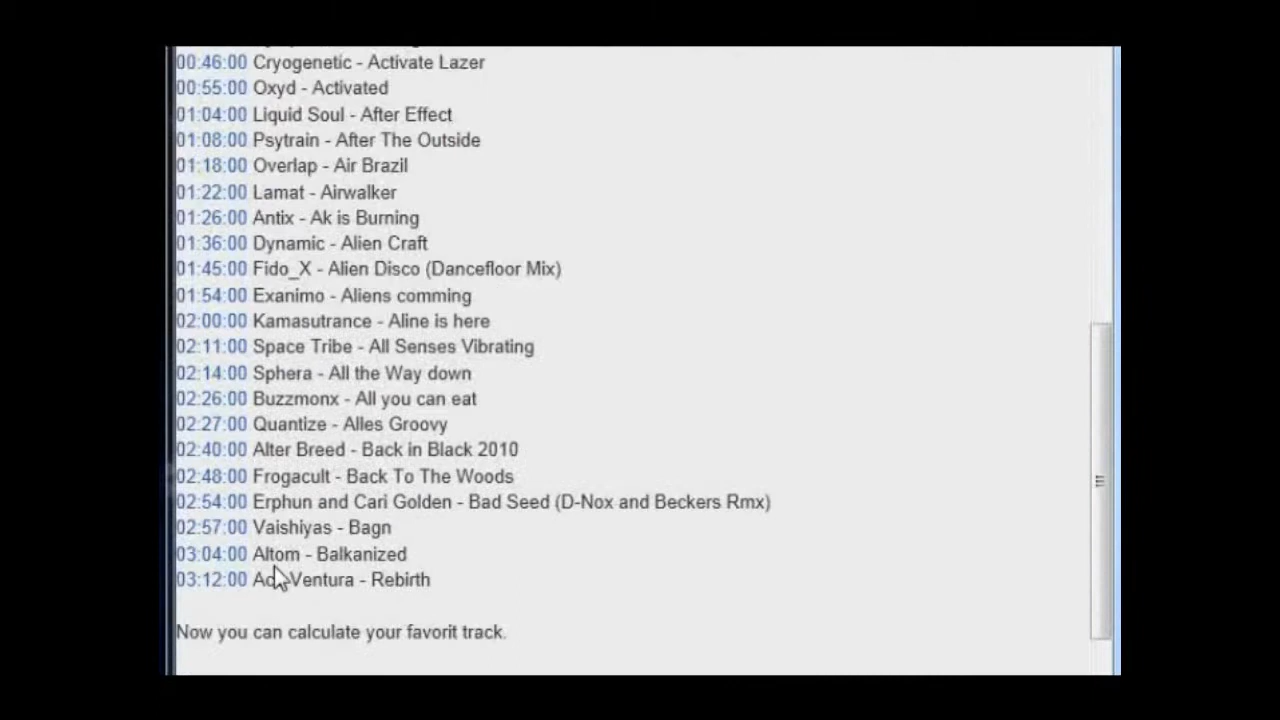 00:46:00 Cryogenetic - Activate Lazer
00:55:00 Oxyd - Activated
01:04:00 Liquid Soul - After Effect
01:08:00 Psytrain - After The Outside
01:18:00 Overlap - Air Brazil
01:22:00 Lamat - Airwalker
01:26:00 Antix - Ak is Burning
01:36:00 Dynamic - Alien Craft
01:45:00 Fido_X - Alien Disco (Dancefloor Mix)
01:54:00 Exanimo - Aliens comming
02:00:00 Kamasutrance - Aline is here
02:11:00 Space Tribe - All Senses Vibrating
02:14:00 Sphera - All the Way down
02:26:00 Buzzmonx - All you can eat
02:27:00 Quantize - Alles Groovy
02:40:00 Alter Breed - Back in Black 2010
02:48:00 Frogacult - Back To The Woods
02:54:00 Erphun and Cari Golden - Bad Seed (D-Nox and Beckers Rmx)
02:57:00 Vaishiyas - Bagn
03:04:00 Altom - Balkanized
03:12:00 Ventura - Rebirth
Now you can calculate your favorit track.